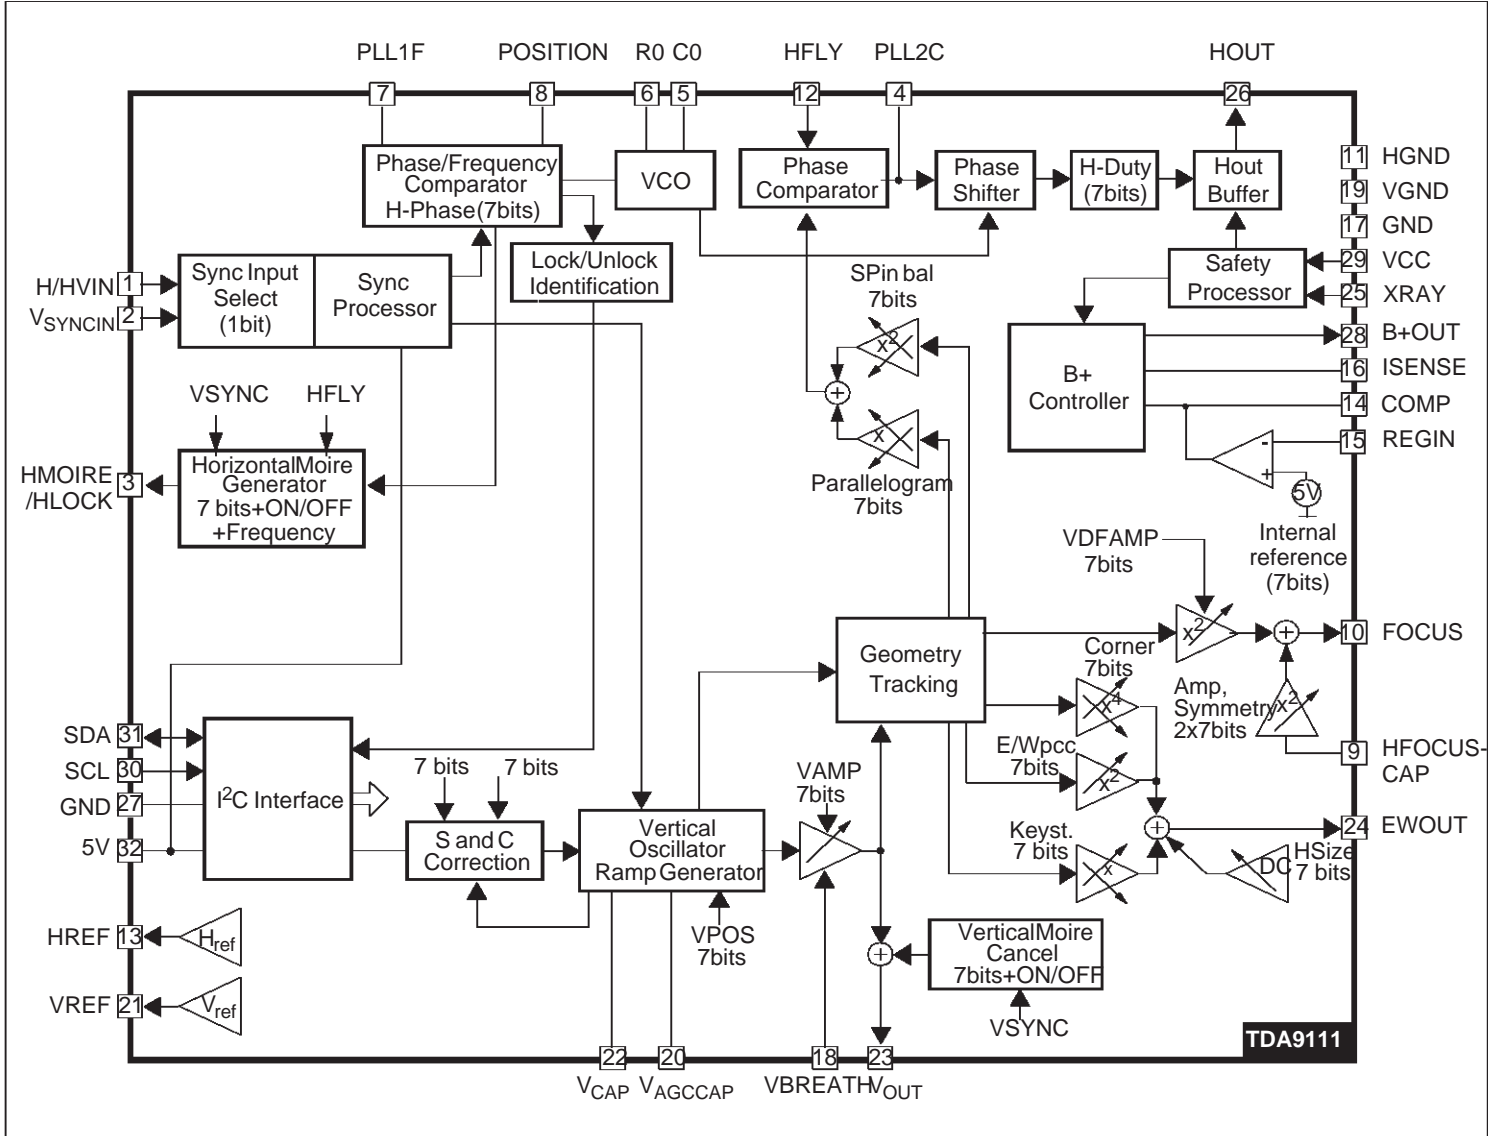 PLL1F
POSITION
R0 C0
HFLY
PLL2C
HOUT
7
8
6
5
12
4
26
Phase/Frequency
Comparator
H-Phase(7bits)
VCO
Phase
Comparator
Phase
Shifter
H-Duty
(7bits)
Hout
Buffer
11 HGND
19 VGND
17 GND
29 VCC
25 XRAY
28 B+OUT
16 ISENSE
14 COMP
15 REGIN
H/HVIN 1
VSYNCIN 2
Sync Input
Select
(1bit)
Sync
Processor
Lock/Unlock
Identification
SPin bal
7bits
Safety
Processor
x2
+
x
Parallelogram
7bits
B+
Controller
-
+
5V
Internal
reference
(7bits)
VSYNC
HFLY
HMOIRE
/HLOCK
3
HorizontalMoire
Generator
7 bits+ON/OFF
+Frequency
VDFAMP
7bits
Geometry
Tracking
x2
+
10 FOCUS
Corner
7bits
x4
Amp,
Symmetry
2x7bits
x2
9 HFOCUS-
CAP
E/Wpcc
7bits
x2
Keyst.
7 bits
x
+
24 EWOUT
DC
HSize
7 bits
SDA 31
SCL 30
GND 27
5V 32
I2C Interface
7 bits
7 bits
S and C
Correction
Vertical
Oscillator
Ramp Generator
VAMP
7bits
VPOS
7bits
+
VerticalMoire
Cancel
7bits+ON/OFF
VSYNC
HREF 13
Href
VREF 21
Vref
TDA9111
22
20
18
23
VCAP
VAGCCAP
VBREATH
VOUT